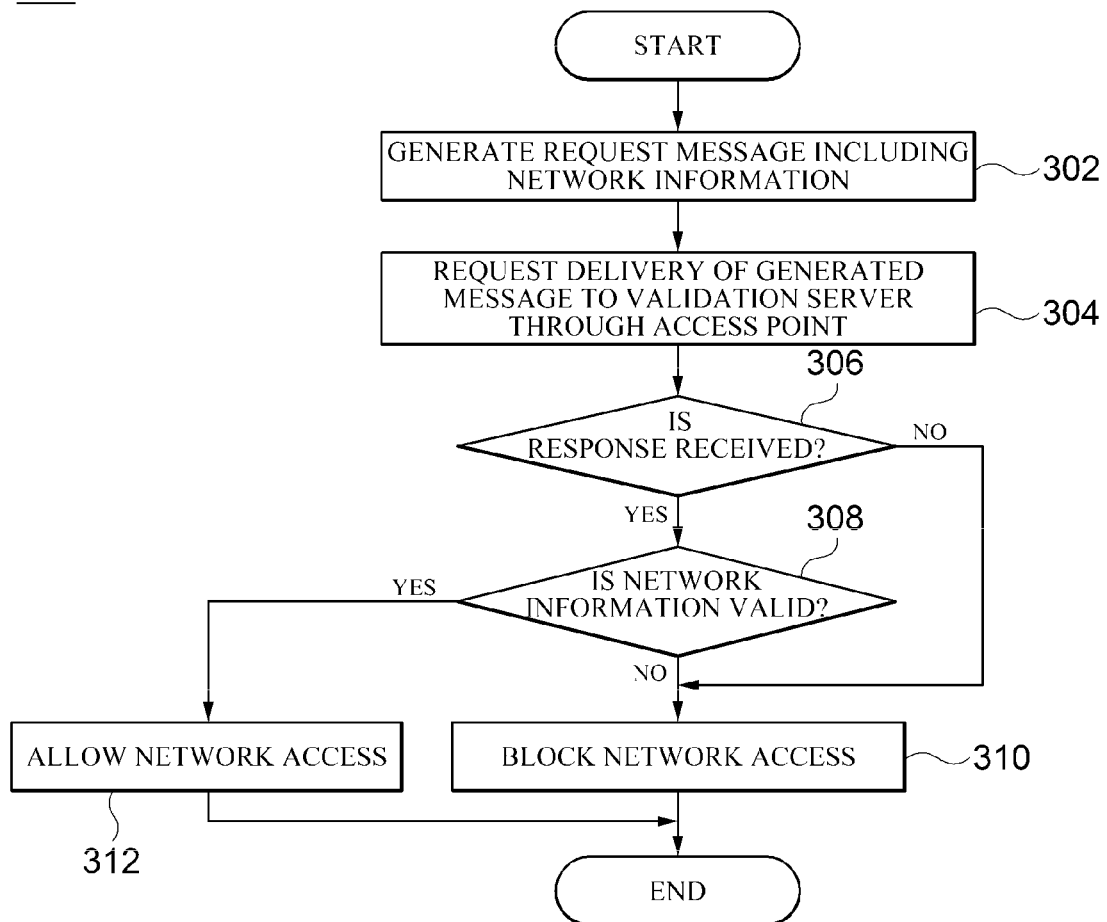 START
GENERATE REQUEST MESSAGE INCLUDING
NETWORK INFORMATION
302
REQUEST DELIVERY OF GENERATED
MESSAGE TO VALIDATION SERVER
THROUGH ACCESS POINT
304
306
IS
RESPONSE RECEIVED?
NO
YES
308
IS NETWORK
INFORMATION VALID?
YES
NO
ALLOW NETWORK ACCESS
BLOCK NETWORK ACCESS
310
312
END